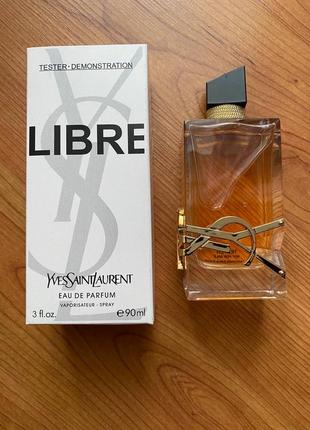 TESTER•DEMONSTRATION
LIBRE
YVESSAINTLAURENT
EAU DE PARFUM
VAPORISATEUR - SPRAY
3 fl.oz. ℮90ml